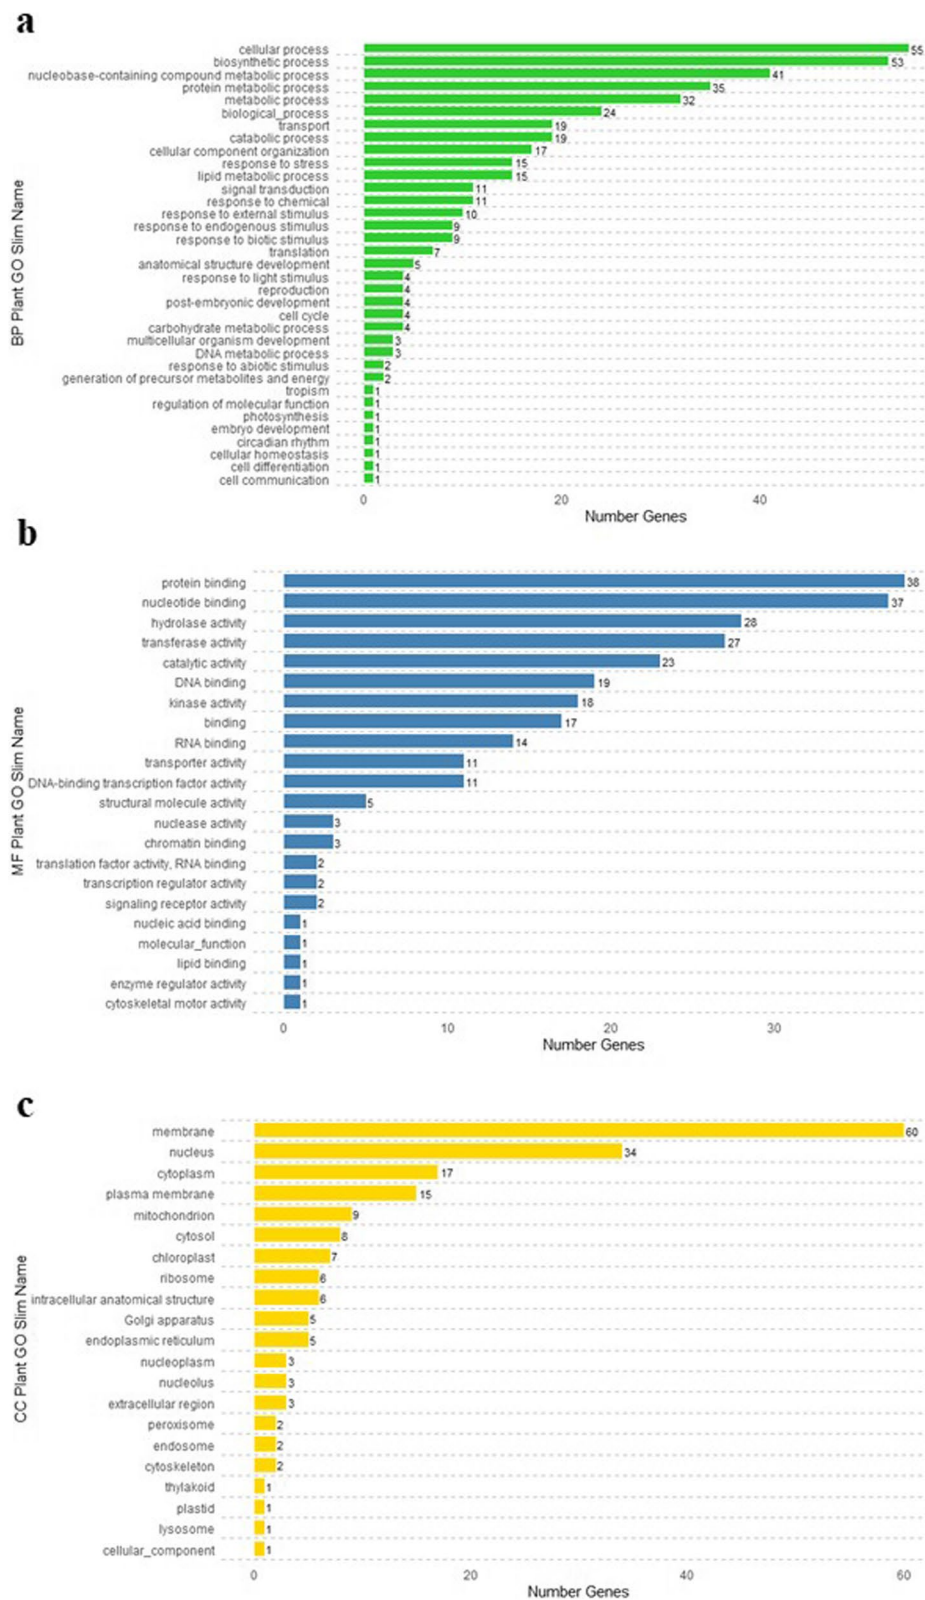 a
BP Plant GO Slim Name
cellular process 55
biosynthetic process 53
nucleobase-containing compound metabolic process 41
protein metabolic process 35
metabolic process 32
biological_process 24
transport 19
catabolic process 19
cellular component organization 17
response to stress 15
lipid metabolic process 15
signal transduction 11
response to chemical 11
response to external stimulus 10
response to endogenous stimulus 9
response to biotic stimulus 9
translation 7
anatomical structure development 5
response to light stimulus 4
reproduction 4
post-embryonic development 4
cell cycle 4
carbohydrate metabolic process 4
multicellular organism development 3
DNA metabolic process 3
response to abiotic stimulus 2
generation of precursor metabolites and energy 2
tropism 1
regulation of molecular function 1
photosynthesis 1
embryo development 1
circadian rhythm 1
cellular homeostasis 1
cell differentiation 1
cell communication 1
0 20 40
Number Genes
b
MF Plant GO Slim Name
protein binding 38
nucleotide binding 37
hydrolase activity 28
transferase activity 27
catalytic activity 23
DNA binding 19
kinase activity 18
binding 17
RNA binding 14
transporter activity 11
DNA-binding transcription factor activity 11
structural molecule activity 5
nuclease activity 3
chromatin binding 3
translation factor activity, RNA binding 2
transcription regulator activity 2
signaling receptor activity 2
nucleic acid binding 1
molecular_function 1
lipid binding 1
enzyme regulator activity 1
cytoskeletal motor activity 1
0 10 20 30
Number Genes
c
CC Plant GO Slim Name
membrane 60
nucleus 34
cytoplasm 17
plasma membrane 15
mitochondrion 9
cytosol 8
chloroplast 7
ribosome 6
intracellular anatomical structure 6
Golgi apparatus 5
endoplasmic reticulum 5
nucleoplasm 3
nucleolus 3
extracellular region 3
peroxisome 2
endosome 2
cytoskeleton 2
thylakoid 1
plastid 1
lysosome 1
cellular_component 1
0 20 40 60
Number Genes